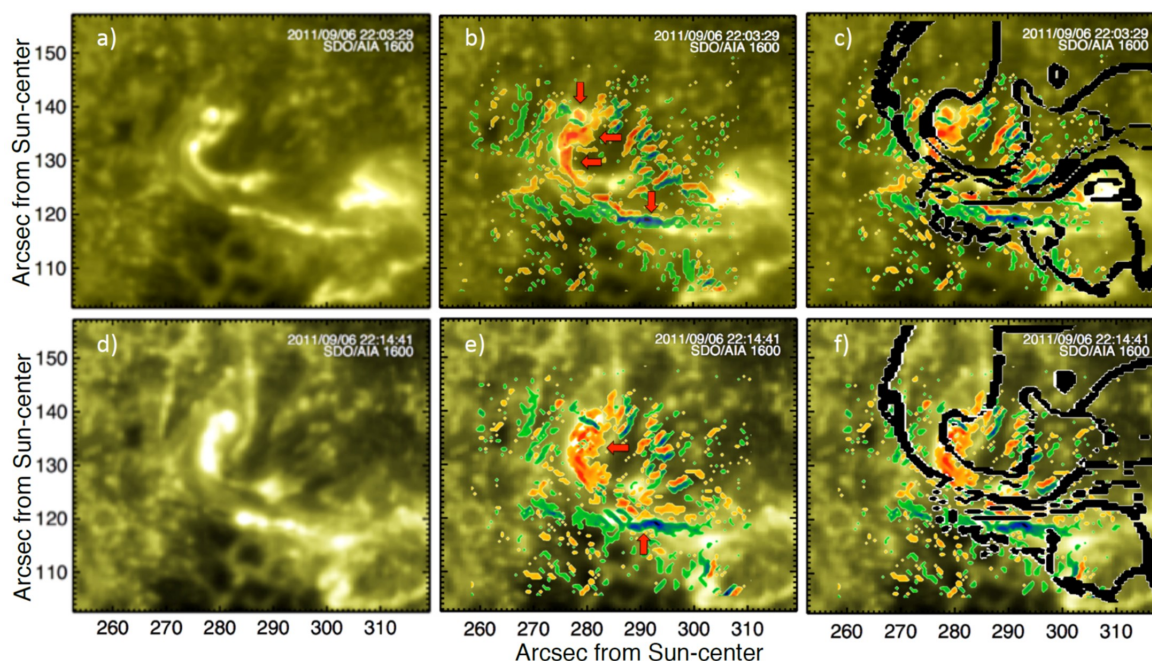 a)
2011/09/06 22:03:29
SDO/AIA 1600
b)
2011/09/06 22:03:29
SDO/AIA 1600
c)
2011/09/06 22:03:29
SDO/AIA 1600
Arcsec from Sun-center
150
140
130
120
110
d)
2011/09/06 22:14:41
SDO/AIA 1600
e)
2011/09/06 22:14:41
SDO/AIA 1600
f)
2011/09/06 22:14:41
SDO/AIA 1600
Arcsec from Sun-center
150
140
130
120
110
260 270 280 290 300 310
260 270 280 290 300 310
260 270 280 290 300 310
Arcsec from Sun-center